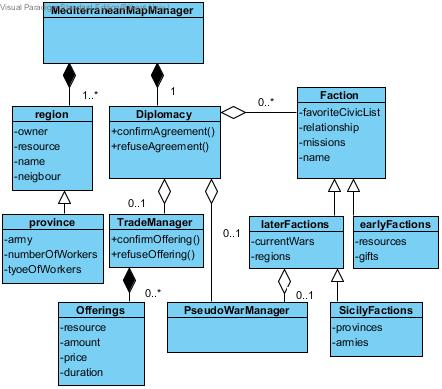 MediterraneanMapManager
1..*
1
region
-owner
-resource
-name
-neigbour
Diplomacy
+confirmAgreement()
+refuseAgreement()
0..*
Faction
-favoriteCivicList
-relationship
-missions
-name
0..1
0..1
province
-army
-numberOfWorkers
-tyoeOfWorkers
TradeManager
+confirmOffering()
+refuseOffering()
laterFactions
-currentWars
-regions
earlyFactions
-resources
-gifts
0..*
0..1
Offerings
-resource
-amount
-price
-duration
PseudoWarManager
SicilyFactions
-provinces
-armies